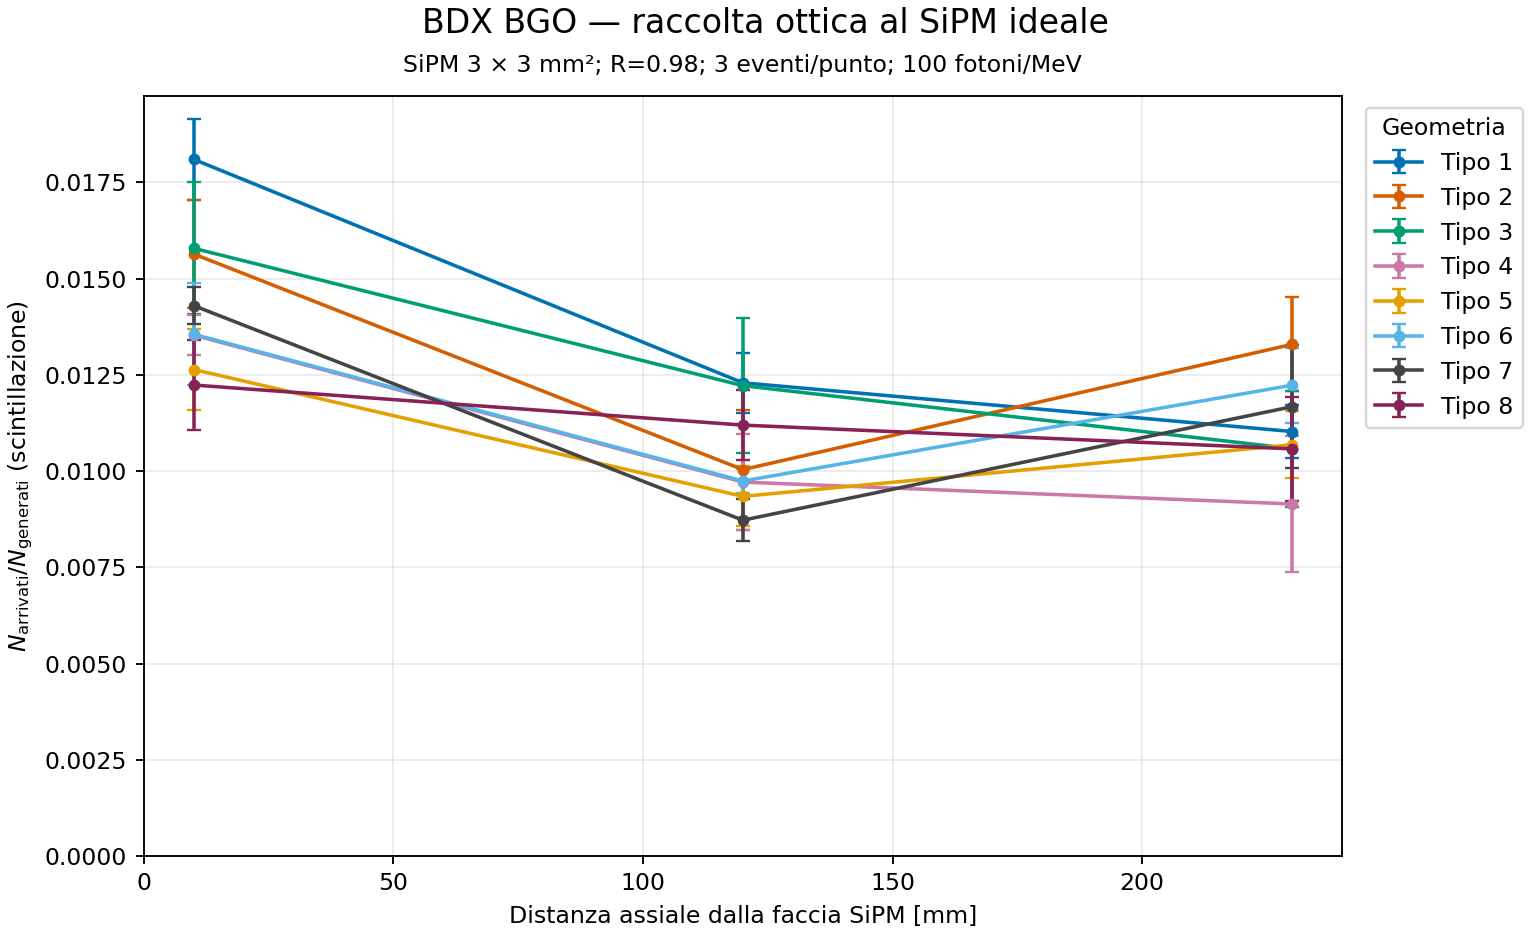 BDX BGO — raccolta ottica al SiPM ideale
SiPM 3 × 3 mm²; R=0.98; 3 eventi/punto; 100 fotoni/MeV
Geometria
Tipo 1
Tipo 2
Tipo 3
Tipo 4
Tipo 5
Tipo 6
Tipo 7
Tipo 8
N_arrivati/N_generati (scintillazione)
0.0175
0.0150
0.0125
0.0100
0.0075
0.0050
0.0025
0.0000
0 50 100 150 200
Distanza assiale dalla faccia SiPM [mm]